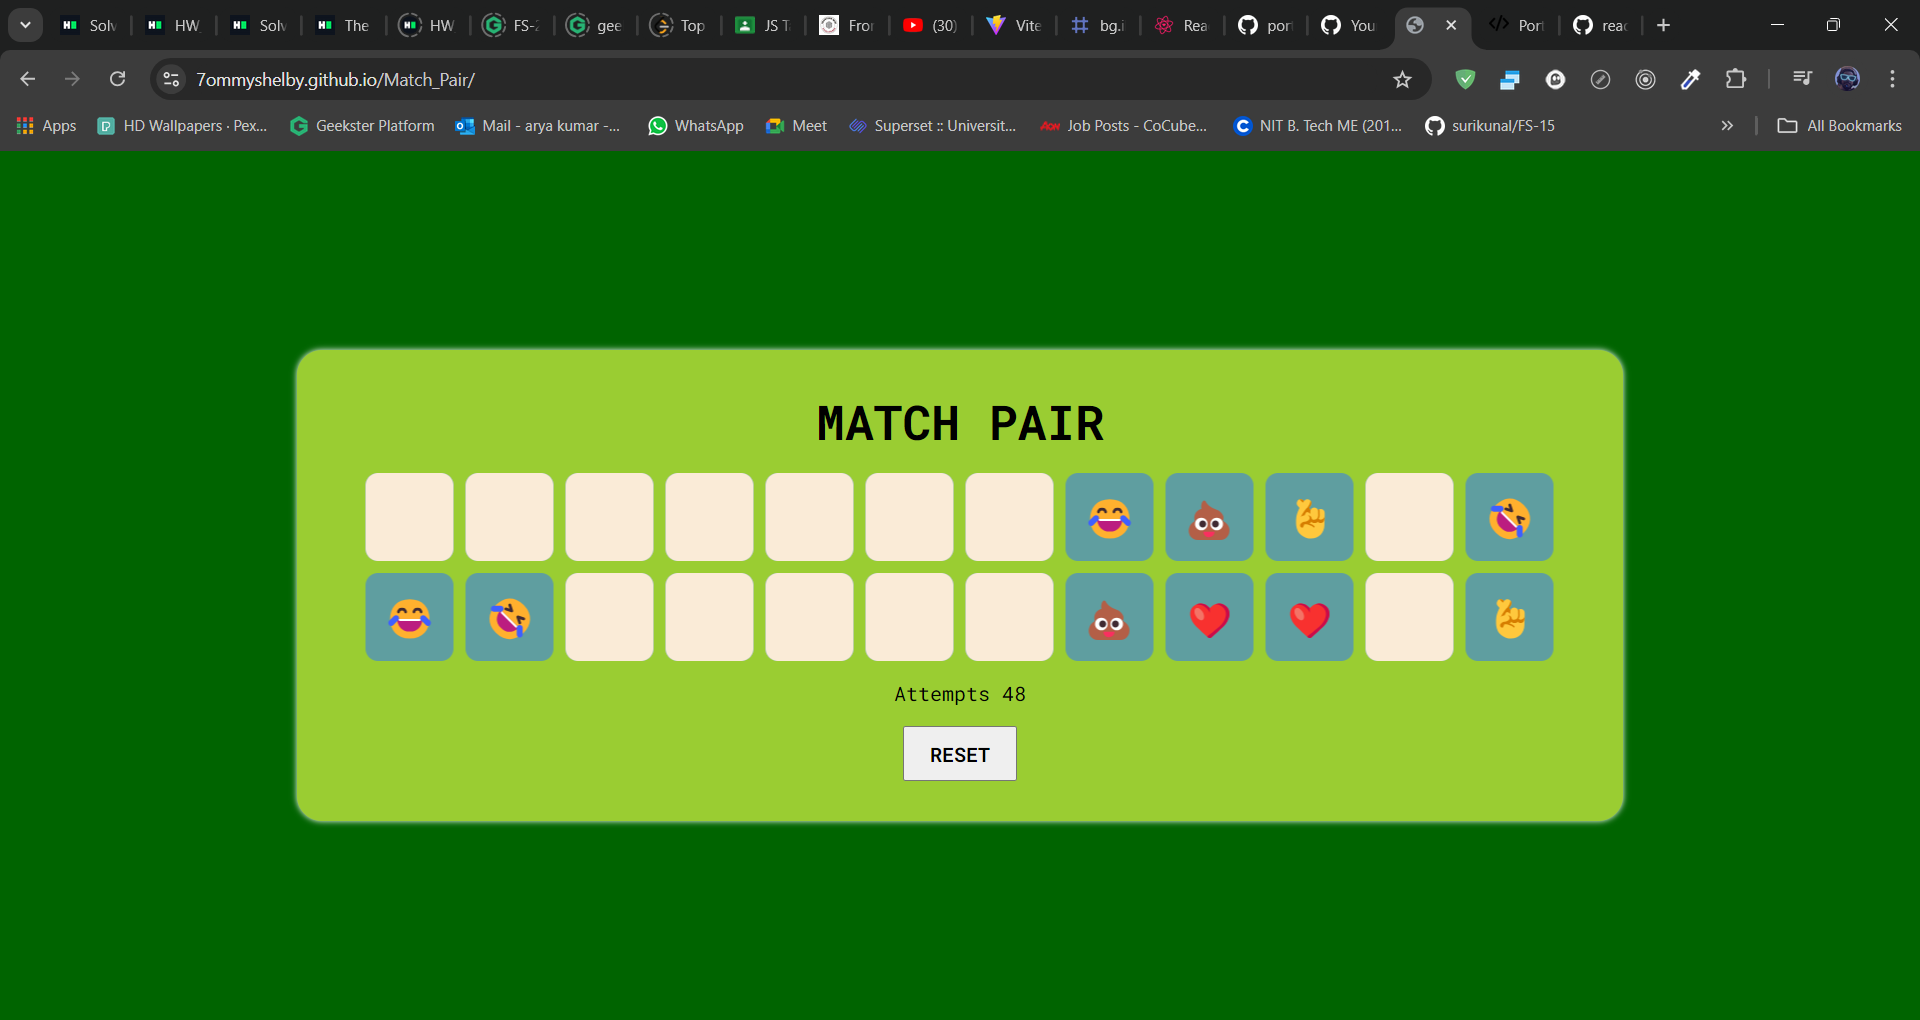 Solv HW Solv The HW FS-2 gee Top JS T Fron (30) Vite bg.i Rea port You Port reac
7ommyshelby.github.io/Match_Pair/
Apps HD Wallpapers · Pex... Geekster Platform Mail - arya kumar -... WhatsApp Meet Superset :: Universit... Job Posts - CoCube... NIT B. Tech ME (201... surikunal/FS-15 » All Bookmarks
MATCH PAIR
Attempts 48
RESET